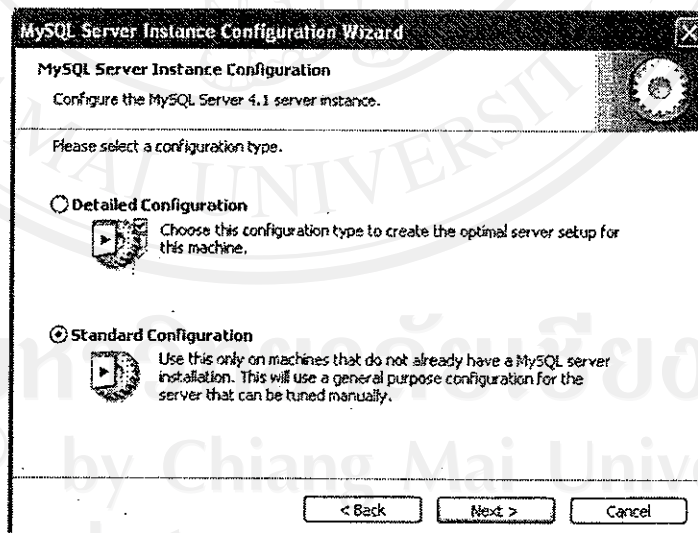 MySQL Server Instance Configuration Wizard
MySQL Server Instance Configuration
Configure the MySQL Server 4.1 server instance.
Please select a configuration type.
Detailed Configuration
Choose this configuration type to create the optimal server setup for
this machine.
Standard Configuration
Use this only on machines that do not already have a MySQL server
installation. This will use a general purpose configuration for the
server that can be tuned manually.
< Back
Next >
Cancel
MAI UNIVERSIT
by Chiang Mai Unive